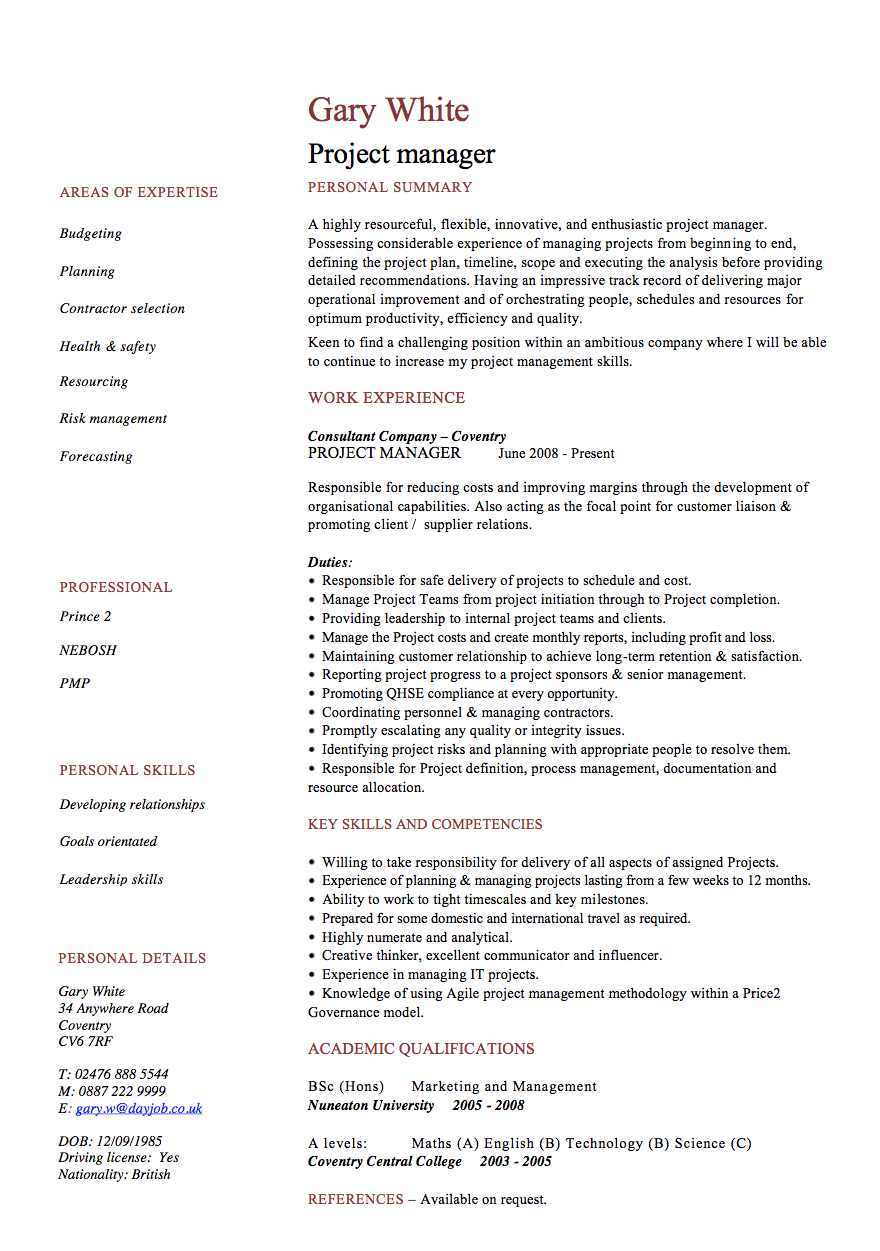 Gary White
Project manager
AREAS OF EXPERTISE
Budgeting
Planning
Contractor selection
Health & safety
Resourcing
Risk management
Forecasting
PROFESSIONAL
Prince 2
NEBOSH
PMP
PERSONAL SKILLS
Developing relationships
Goals orientated
Leadership skills
PERSONAL DETAILS
Gary White
34 Anywhere Road
Coventry
CV6 7RF
T: 02476 888 5544
M: 0887 222 9999
E: gary.w@dayjob.co.uk
DOB: 12/09/1985
Driving license:  Yes
Nationality: British
PERSONAL SUMMARY
A highly resourceful, flexible, innovative, and enthusiastic project manager.
Possessing considerable experience of managing projects from beginning to end,
defining the project plan, timeline, scope and executing the analysis before providing
detailed recommendations. Having an impressive track record of delivering major
operational improvement and of orchestrating people, schedules and resources for
optimum productivity, efficiency and quality.
Keen to find a challenging position within an ambitious company where I will be able
to continue to increase my project management skills.
WORK EXPERIENCE
Consultant Company – Coventry
PROJECT MANAGER June 2008 - Present
Responsible for reducing costs and improving margins through the development of
organisational capabilities. Also acting as the focal point for customer liaison &
promoting client /  supplier relations.
Duties:
• Responsible for safe delivery of projects to schedule and cost.
• Manage Project Teams from project initiation through to Project completion.
• Providing leadership to internal project teams and clients.
• Manage the Project costs and create monthly reports, including profit and loss.
• Maintaining customer relationship to achieve long-term retention & satisfaction.
• Reporting project progress to a project sponsors & senior management.
• Promoting QHSE compliance at every opportunity.
• Coordinating personnel & managing contractors.
• Promptly escalating any quality or integrity issues.
• Identifying project risks and planning with appropriate people to resolve them.
• Responsible for Project definition, process management, documentation and
resource allocation.
KEY SKILLS AND COMPETENCIES
• Willing to take responsibility for delivery of all aspects of assigned Projects.
• Experience of planning & managing projects lasting from a few weeks to 12 months.
• Ability to work to tight timescales and key milestones.
• Prepared for some domestic and international travel as required.
• Highly numerate and analytical.
• Creative thinker, excellent communicator and influencer.
• Experience in managing IT projects.
• Knowledge of using Agile project management methodology within a Price2
Governance model.
ACADEMIC QUALIFICATIONS
BSc (Hons) Marketing and Management
Nuneaton University 2005 - 2008
A levels: Maths (A) English (B) Technology (B) Science (C)
Coventry Central College 2003 - 2005
REFERENCES – Available on request.